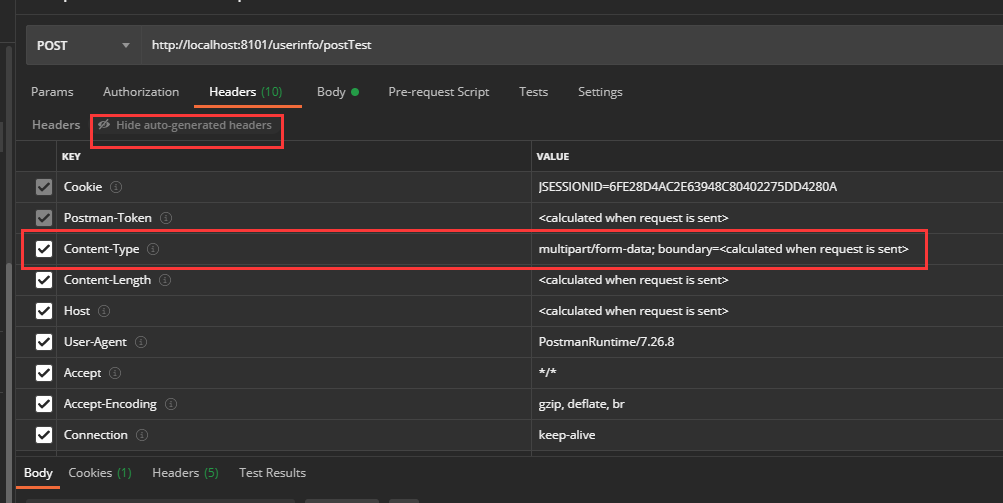 POST http://localhost:8101/userinfo/postTest
Params Authorization Headers (10) Body Pre-request Script Tests Settings
Headers Hide auto-generated headers
KEY VALUE
Cookie JSESSIONID=6FE28D4AC2E63948C80402275DD4280A
Postman-Token <calculated when request is sent>
Content-Type multipart/form-data; boundary=<calculated when request is sent>
Content-Length <calculated when request is sent>
Host <calculated when request is sent>
User-Agent PostmanRuntime/7.26.8
Accept */*
Accept-Encoding gzip, deflate, br
Connection keep-alive
Body Cookies (1) Headers (5) Test Results